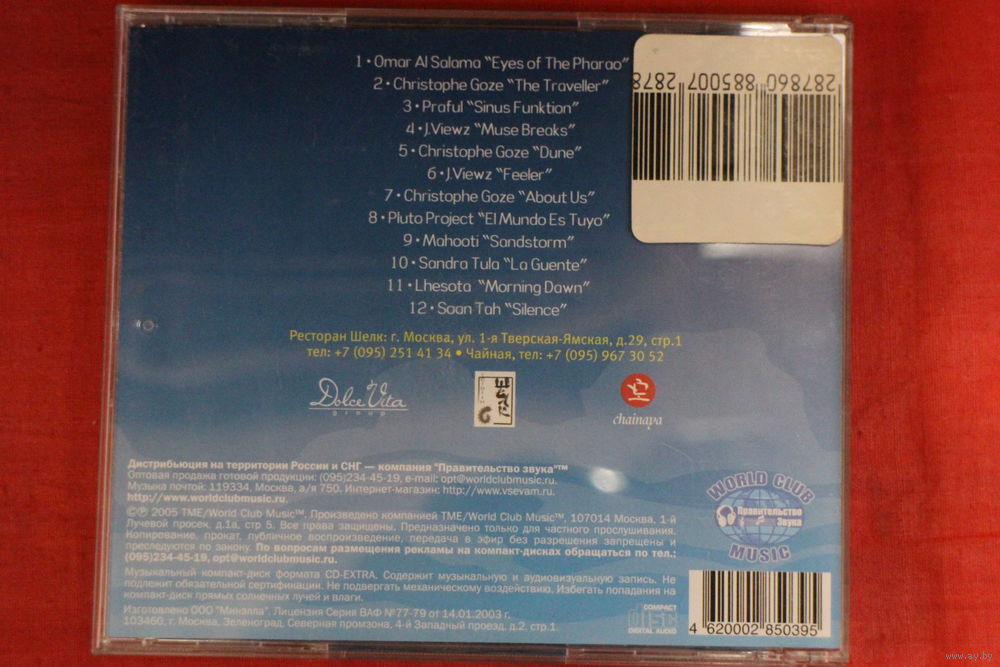 1 • Omar Al Salama "Eyes of The Pharao"
2 • Christophe Goze "The Traveller"
3 • Praful "Sinus Funktion"
4 • J.Viewz "Muse Breaks"
5 • Christophe Goze "Dune"
6 • J.Viewz "Feeler"
7 • Christophe Goze "About Us"
8 • Pluto Project "El Mundo Es Tuyo"
9 • Mahooti "Sandstorm"
10 • Sandra Tula "La Guente"
11 • Lhesota "Morning Dawn"
12 • Soan Tah "Silence"
2878 885007 287860
Ресторан Шелк: г. Москва, ул. 1-я Тверская-Ямская, д.29, стр.1
тел: +7 (095) 251 41 34 • Чайная, тел: +7 (095) 967 30 52
Dolce Vita
group
chainaya
Дистрибьюция на территории России и СНГ — компания "Правительство звука"™
Оптовая продажа готовой продукции: (095)234-45-19, e-mail: opt@worldclubmusic.ru.
Музыка почтой: 119334, Москва, а/я 750. Интернет-магазин: http://www.vsevam.ru.
http://www.worldclubmusic.ru.
©℗ 2005 TME/World Club Music™, Произведено компанией TME/World Club Music™, 107014 Москва, 1-й
Лучевой просек, д.1а, стр 5. Все права защищены. Предназначено только для частного прослушивания.
Копирование, прокат, публичное воспроизведение, передача в эфир без разрешения запрещены и
преследуются по закону. По вопросам размещения рекламы на компакт-дисках обращаться по тел.:
(095)234-45-19, opt@worldclubmusic.ru.
Музыкальный компакт-диск формата CD-EXTRA. Содержит музыкальную и аудиовизуальную запись. Не
подлежит обязательной сертификации. Не подвергать механическому воздействию. Избегать попадания на
компакт-диск прямых солнечных лучей и влаги.
Изготовлено ООО "Миналла". Лицензия Серия ВАФ №77-79 от 14.01.2003 г.
103460, г. Москва, Зеленоград, Северная промзона, 4-й Западный проезд, д.2, стр.1.
WORLD CLUB
Правительство
Звука
MUSIC
COMPACT
DISC
DIGITAL AUDIO
4 620002 850395
www.ay.by